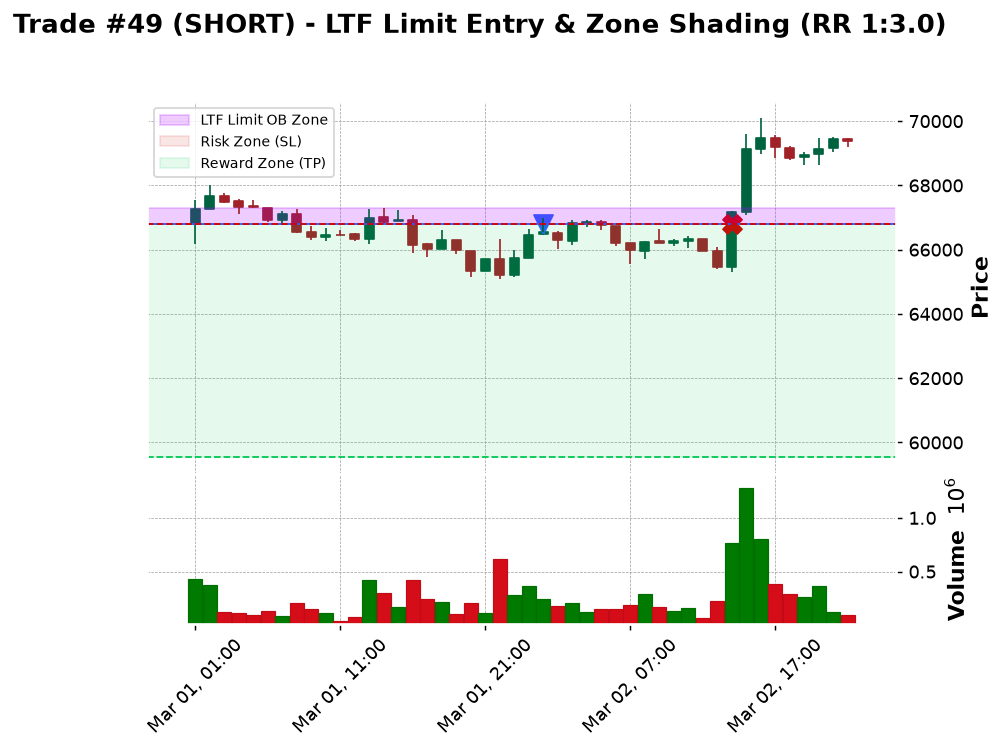 Trade #49 (SHORT) - LTF Limit Entry & Zone Shading (RR 1:3.0)
LTF Limit OB Zone
Risk Zone (SL)
Reward Zone (TP)
70000
68000
66000
64000
62000
60000
Price
1.0
0.5
Volume 10⁶
Mar 01, 01:00
Mar 01, 11:00
Mar 01, 21:00
Mar 02, 07:00
Mar 02, 17:00